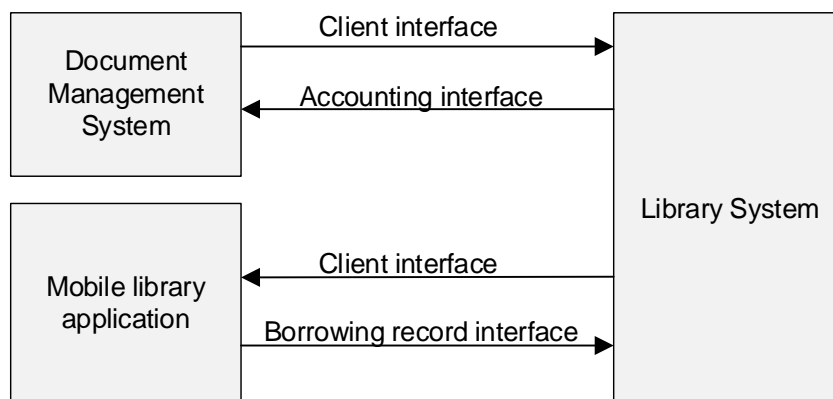 Document
Management
System
Client interface
Accounting interface
Library System
Mobile library
application
Client interface
Borrowing record interface